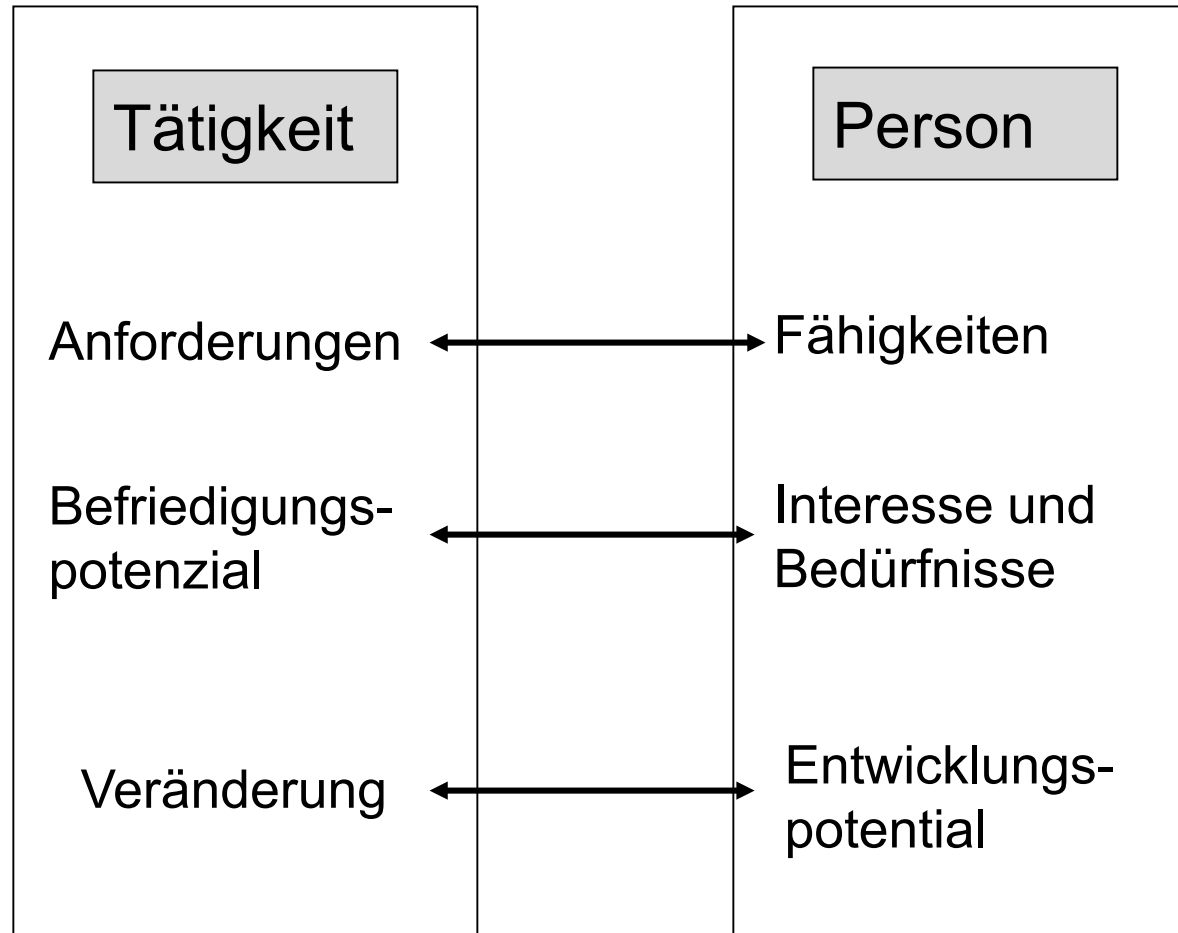 Tätigkeit
Person
Anforderungen
Fähigkeiten
Befriedigungs-
potenzial
Interesse und
Bedürfnisse
Veränderung
Entwicklungs-
potential